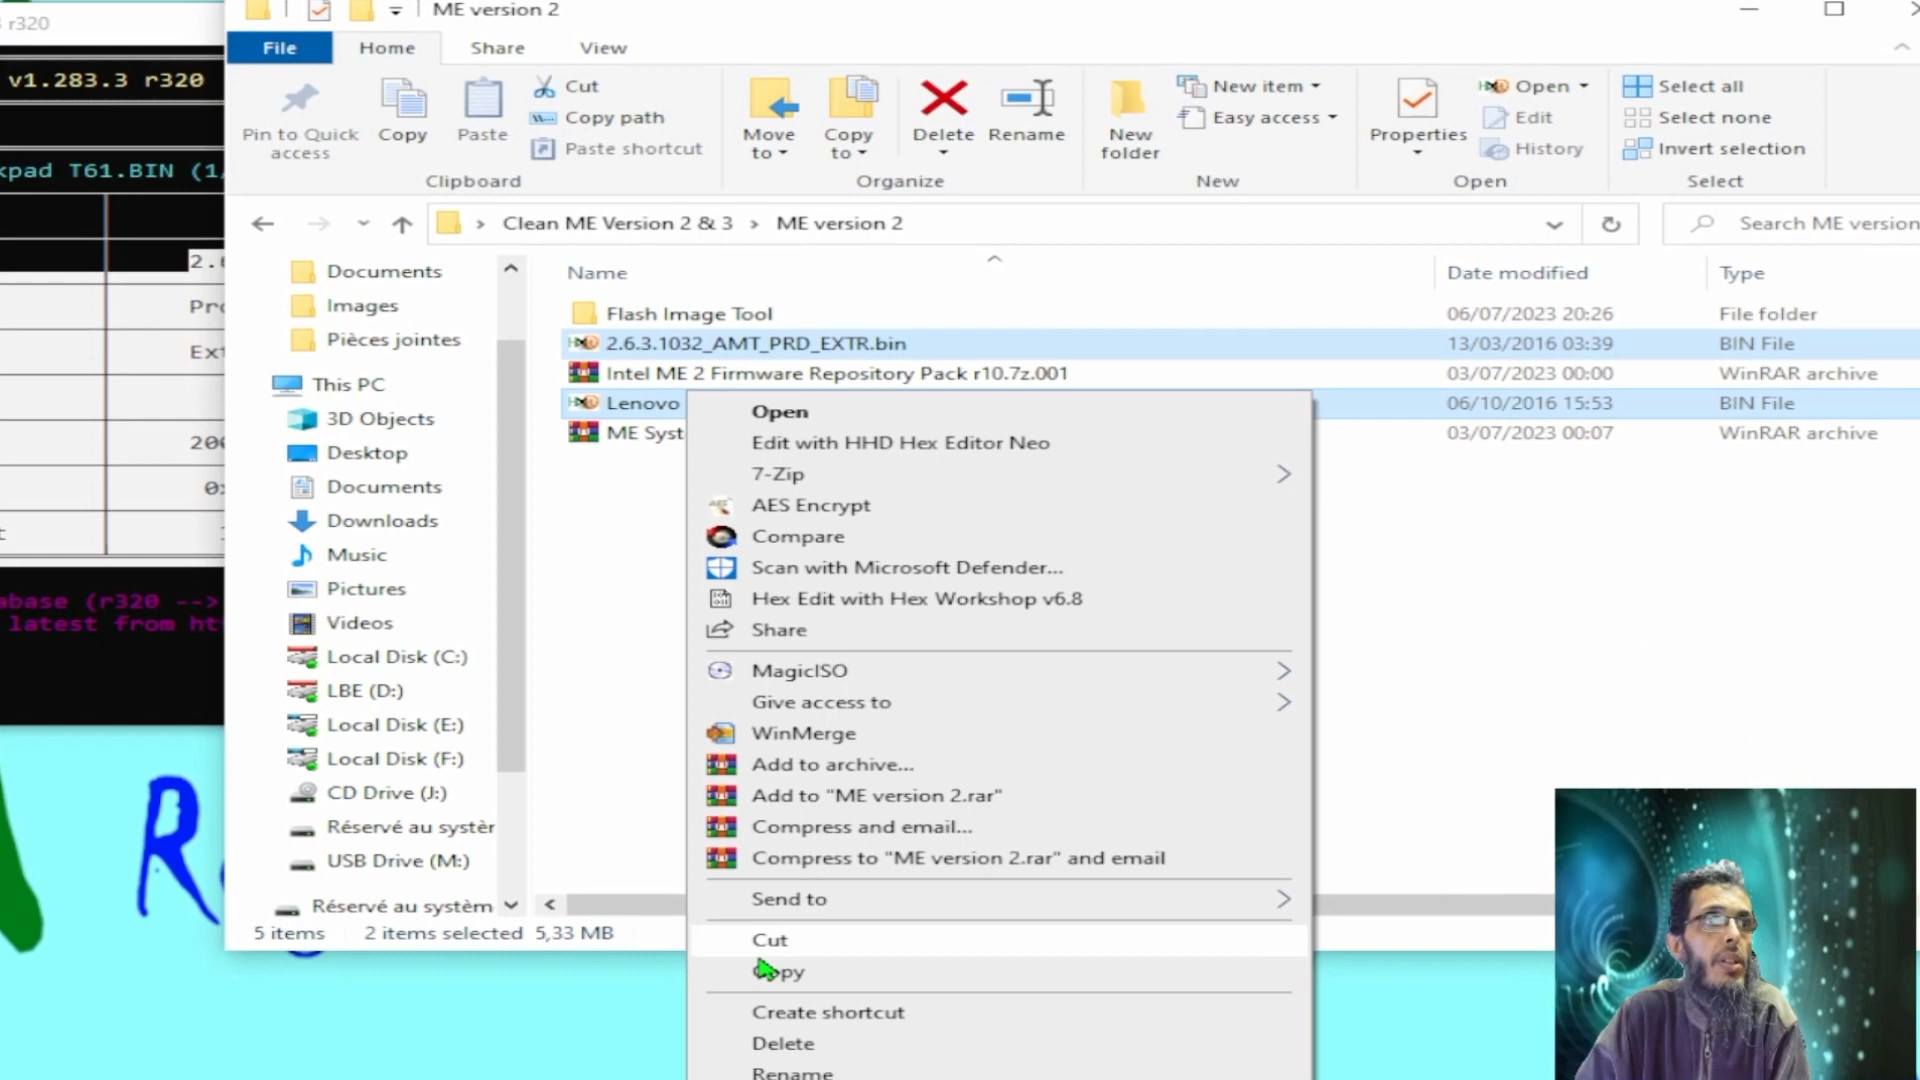 r320
ME version 2
File
Home
Share
View
v1.283.3 r320
Pin to Quick access
Copy
Paste
Cut
Copy path
Paste shortcut
Clipboard
Move to
Copy to
Delete
Rename
Organize
New folder
New item
Easy access
New
Properties
Open
Edit
History
Open
Select all
Select none
Invert selection
Select
kpad T61.BIN (1/
Clean ME Version 2 & 3 > ME version 2
Search ME version
Name
Date modified
Type
2.6
Pro
Ext
200
0x
abase (r320 -->
latest from ht
Documents
Images
Pièces jointes
This PC
3D Objects
Desktop
Documents
Downloads
Music
Pictures
Videos
Local Disk (C:)
LBE (D:)
Local Disk (E:)
Local Disk (F:)
CD Drive (J:)
Réservé au systèr
USB Drive (M:)
Réservé au systèm
Flash Image Tool 06/07/2023 20:26 File folder
2.6.3.1032_AMT_PRD_EXTR.bin 13/03/2016 03:39 BIN File
Intel ME 2 Firmware Repository Pack r10.7z.001 03/07/2023 00:00 WinRAR archive
Lenovo 06/10/2016 15:53 BIN File
ME Syst 03/07/2023 00:07 WinRAR archive
Open
Edit with HHD Hex Editor Neo
7-Zip
AES Encrypt
Compare
Scan with Microsoft Defender...
Hex Edit with Hex Workshop v6.8
Share
MagicISO
Give access to
WinMerge
Add to archive...
Add to "ME version 2.rar"
Compress and email...
Compress to "ME version 2.rar" and email
Send to
Cut
Copy
Create shortcut
Delete
Rename
5 items 2 items selected 5,33 MB
R